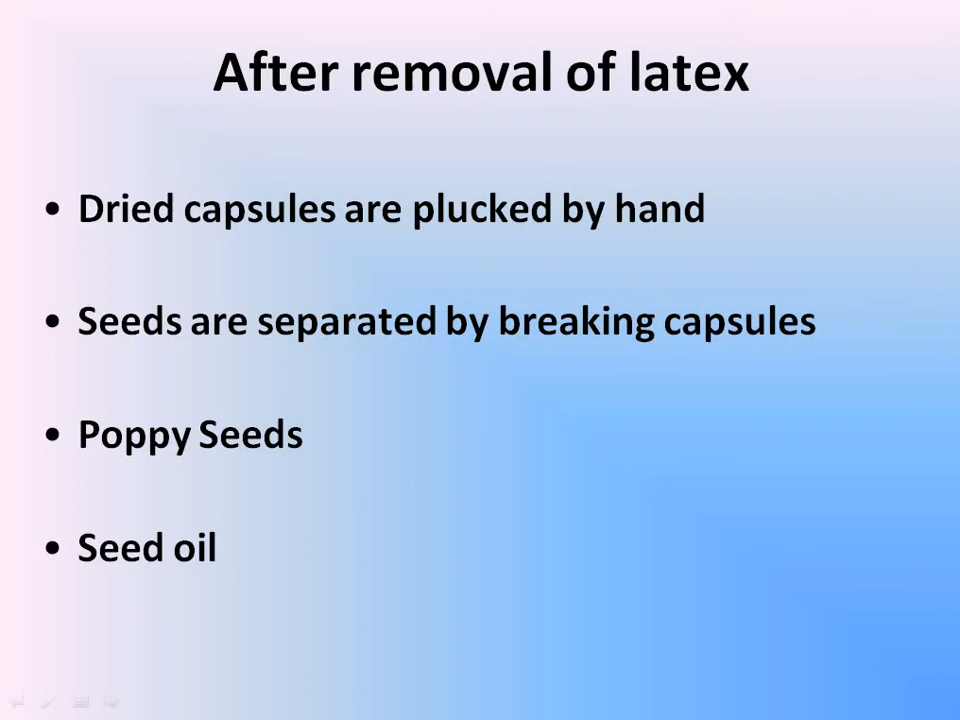 After removal of latex
• Dried capsules are plucked by hand
• Seeds are separated by breaking capsules
• Poppy Seeds
• Seed oil